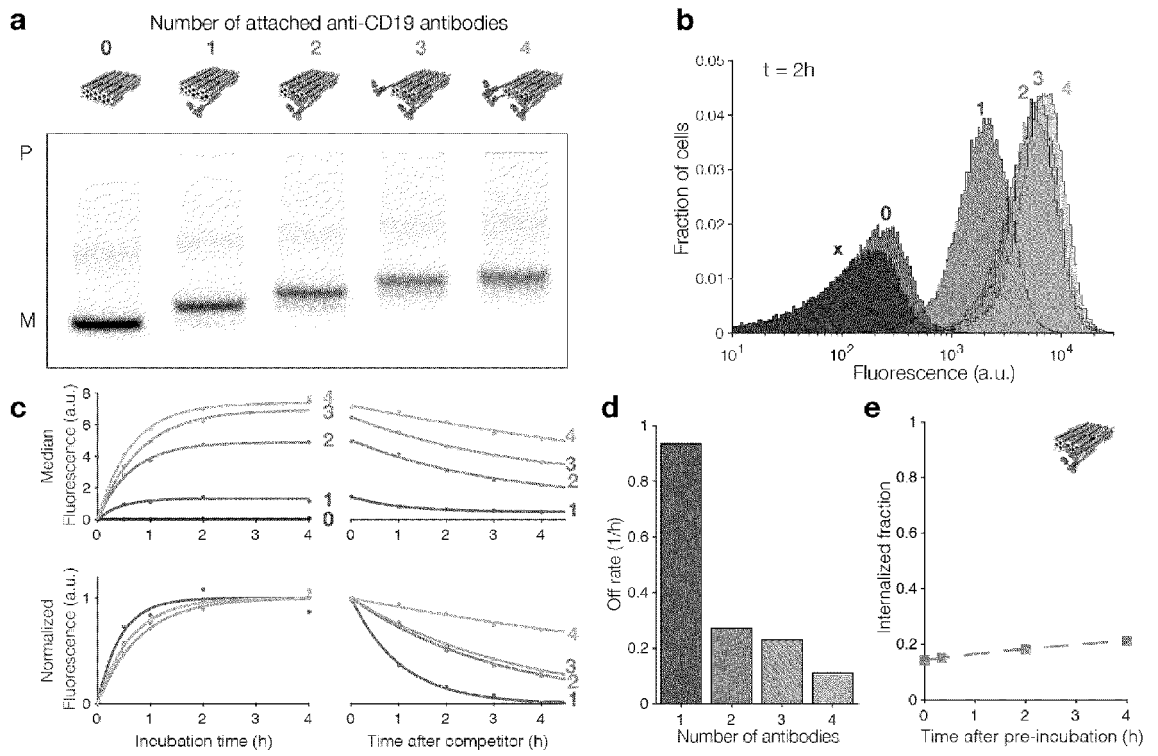 a
Number of attached anti-CD19 antibodies
0 1 2 3 4
P
M
b
t = 2h
x 0 1 2 3 4
Fraction of cells
0.05
0.04
0.03
0.02
0.01
0
10¹ 10² 10³ 10⁴
Fluorescence (a.u.)
c
Median
Fluorescence (a.u.)
8
6
4
2
0
0 1 2 3 4
4
3
2
1
0
0 1 2 3 4
4
3
2
1
Normalized
Fluorescence (a.u.)
1
0
0 1 2 3 4
Incubation time (h)
0 1 2 3 4
Time after competitor (h)
4
3
2
1
d
Off rate (1/h)
1
0.8
0.6
0.4
0.2
0
1 2 3 4
Number of antibodies
e
Internalized fraction
1
0.8
0.6
0.4
0.2
0
0 1 2 3 4
Time after pre-incubation (h)